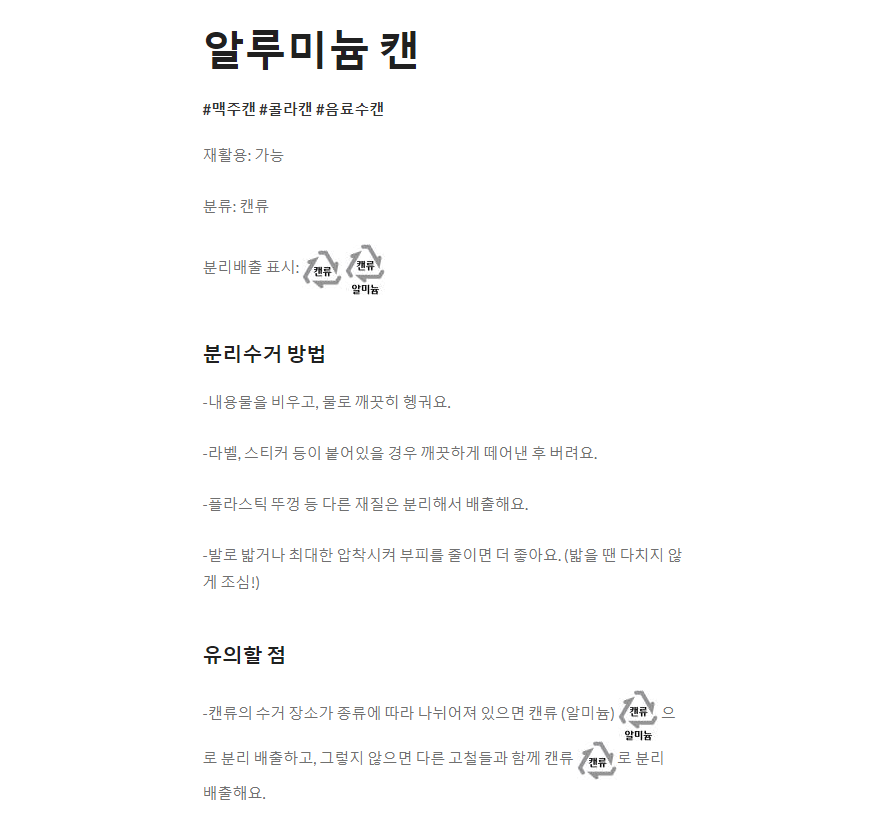 알루미늄 캔
#맥주캔 #콜라캔 #음료수캔
재활용: 가능
분류: 캔류
분리배출 표시: 캔류 캔류 알미늄
분리수거 방법
-내용물을 비우고, 물로 깨끗히 헹궈요.
-라벨, 스티커 등이 붙어있을 경우 깨끗하게 떼어낸 후 버려요.
-플라스틱 뚜껑 등 다른 재질은 분리해서 배출해요.
-발로 밟거나 최대한 압착시켜 부피를 줄이면 더 좋아요. (밟을 땐 다치지 않
게 조심!)
유의할 점
-캔류의 수거 장소가 종류에 따라 나뉘어져 있으면 캔류 (알미늄) 캔류 알미늄 으
로 분리 배출하고, 그렇지 않으면 다른 고철들과 함께 캔류 캔류 로 분리
배출해요.